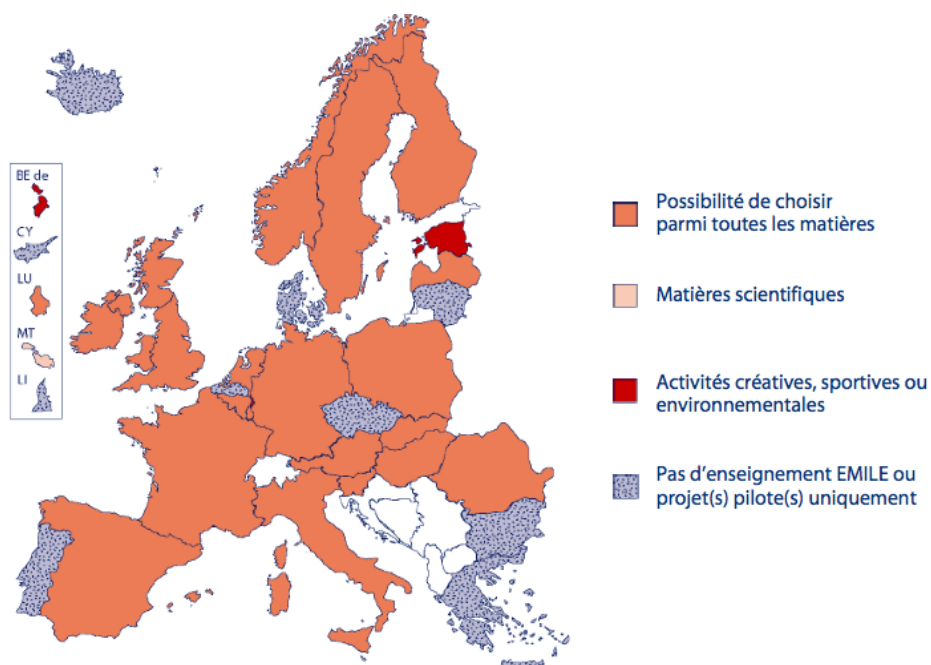 BE de
CY
LU
MT
LI
Possibilité de choisir
parmi toutes les matières
Matières scientifiques
Activités créatives, sportives ou
environnementales
Pas d’enseignement EMILE ou
projet(s) pilote(s) uniquement